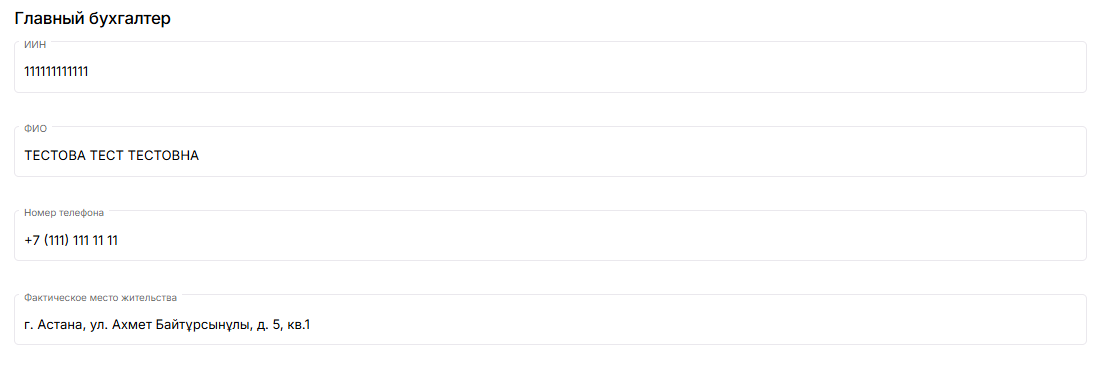 Главный бухгалтер
ИИН
111111111111
ФИО
ТЕСТОВА ТЕСТ ТЕСТОВНА
Номер телефона
+7 (111) 111 11 11
Фактическое место жительства
г. Астана, ул. Ахмет Байтұрсынұлы, д. 5, кв.1